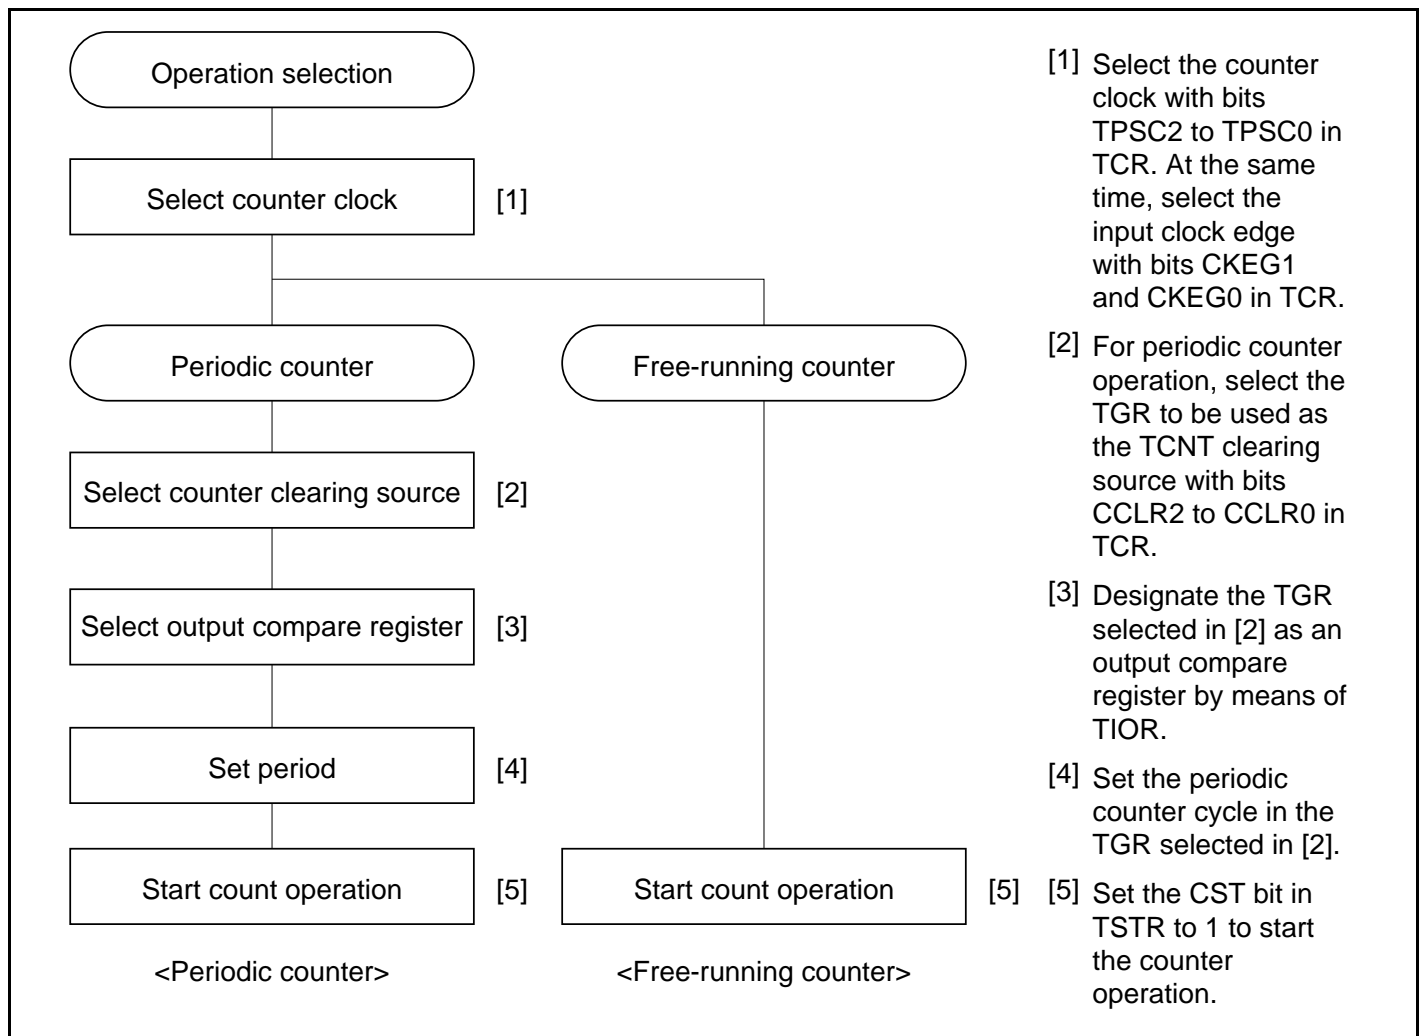 Operation selection
Select counter clock
[1]
Periodic counter
Free-running counter
Select counter clearing source
[2]
Select output compare register
[3]
Set period
[4]
Start count operation
[5]
Start count operation
[5]
<Periodic counter>
<Free-running counter>
[1] Select the counter
clock with bits
TPSC2 to TPSC0 in
TCR. At the same
time, select the
input clock edge
with bits CKEG1
and CKEG0 in TCR.
[2] For periodic counter
operation, select the
TGR to be used as
the TCNT clearing
source with bits
CCLR2 to CCLR0 in
TCR.
[3] Designate the TGR
selected in [2] as an
output compare
register by means of
TIOR.
[4] Set the periodic
counter cycle in the
TGR selected in [2].
[5] Set the CST bit in
TSTR to 1 to start
the counter
operation.